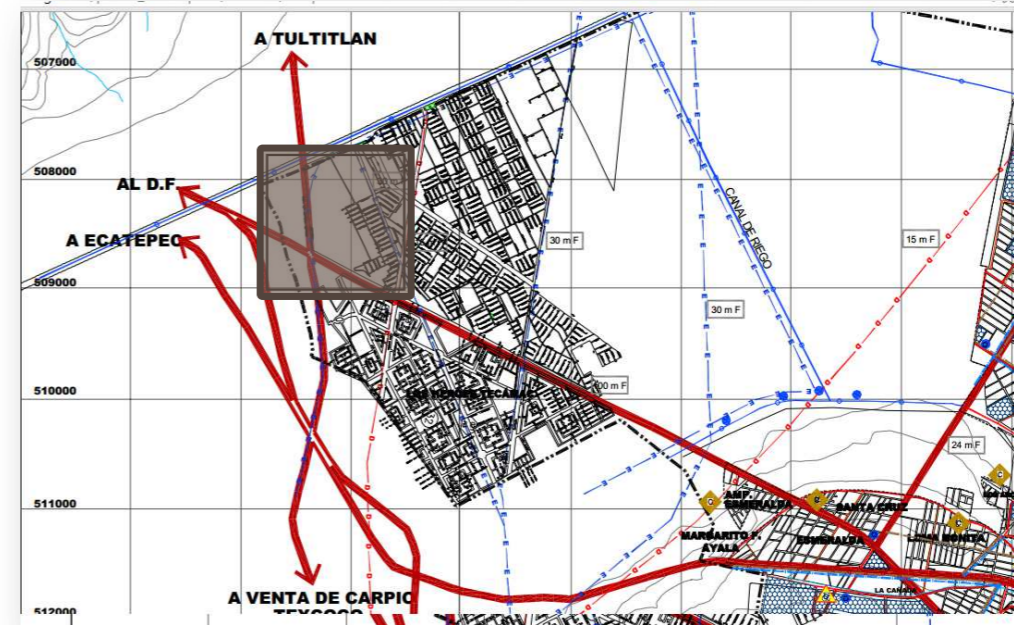 A TULTITLAN
507900
508000
AL D.F.
A ECATEPEC
30 m F
CANAL DE RIEGO
15 m F
509000
30 m F
510000
00 m F
24 m F
511000
AMP.
ESMERALDA
SANTA CRUZ
MARGARITO F.
AYALA
ESMERALDA
LOMA BONITA
LA CAÑADA
A VENTA DE CARPIO
TEXCOCO
512000